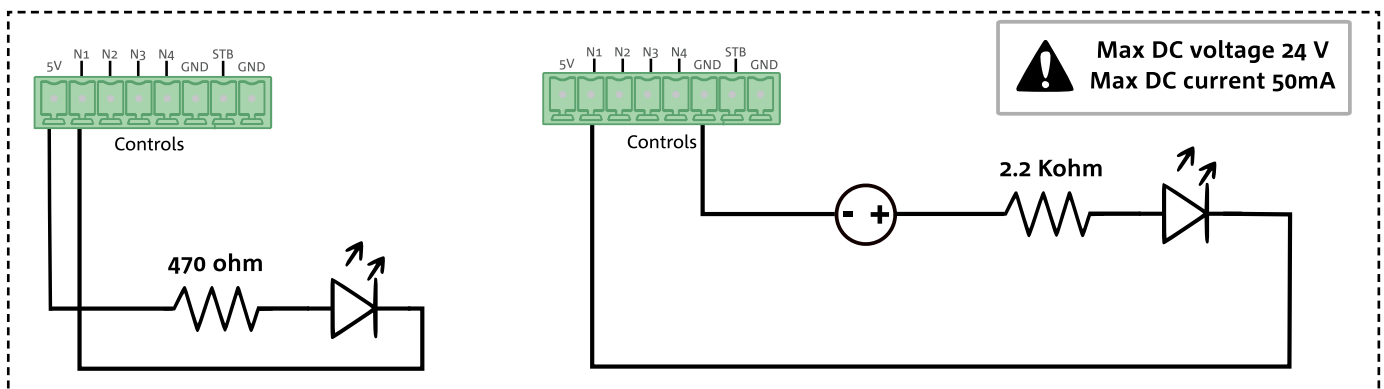 5V N1 N2 N3 N4 GND STB GND
Controls
470 ohm
5V N1 N2 N3 N4 GND STB GND
Controls
- +
2.2 Kohm
Max DC voltage 24 V
Max DC current 50mA